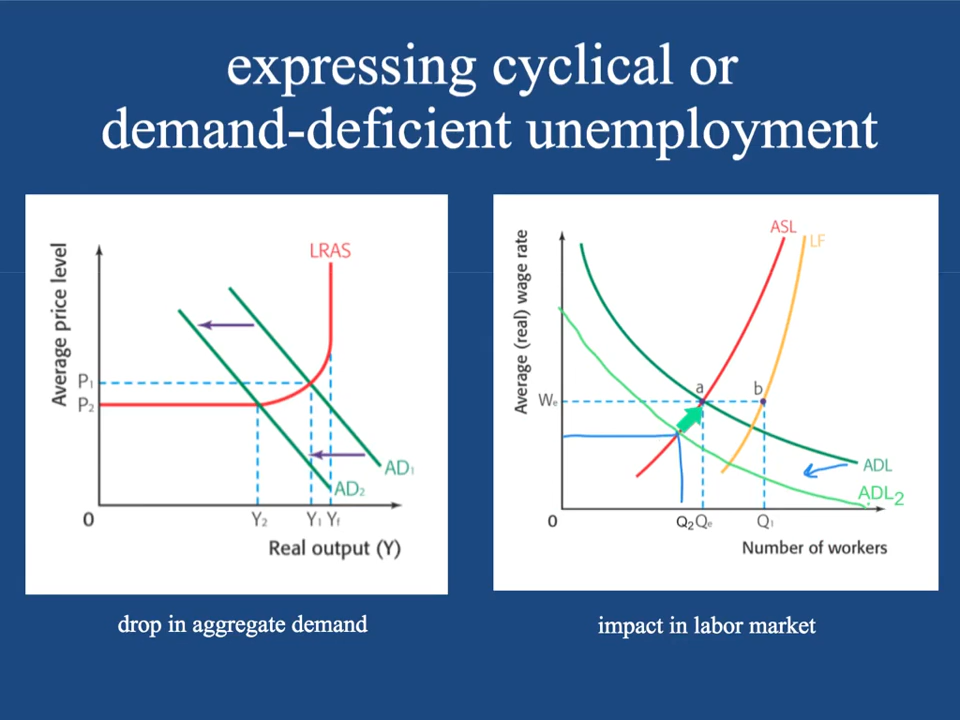 expressing cyclical or
demand-deficient unemployment
Average price level
LRAS
P1
P2
AD1
AD2
0
Y2
Y1 Yf
Real output (Y)
drop in aggregate demand
Average (real) wage rate
ASL
LF
a
b
We
ADL
ADL2
0
Q2Qe
Q1
Number of workers
impact in labor market